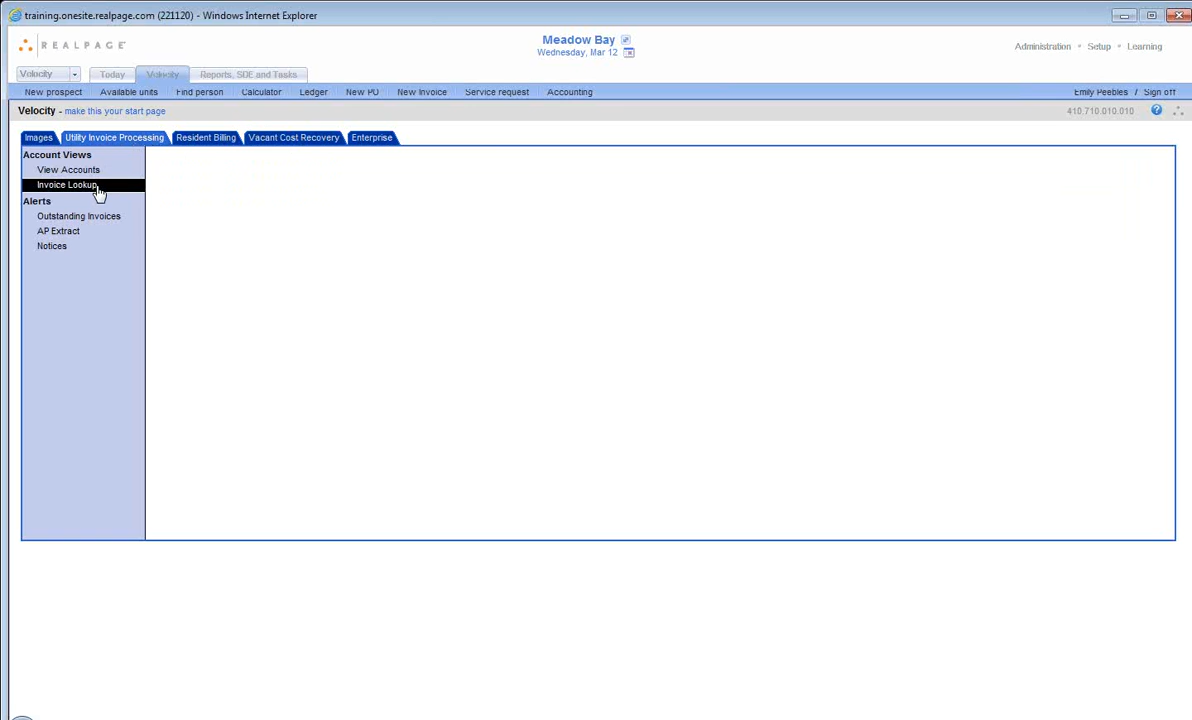 training.onesite.realpage.com (221120) - Windows Internet Explorer
REALPAGE
Meadow Bay
Wednesday, Mar 12
Administration • Setup • Learning
Velocity Today Velocity Reports, SDE and Tasks
New prospect Available units Find person Calculator Ledger New PO New Invoice Service request Accounting Emily Peebles / Sign off
Velocity - make this your start page 410.710.010.010 ?
Images Utility Invoice Processing Resident Billing Vacant Cost Recovery Enterprise
Account Views
View Accounts
Invoice Lookup
Alerts
Outstanding Invoices
AP Extract
Notices